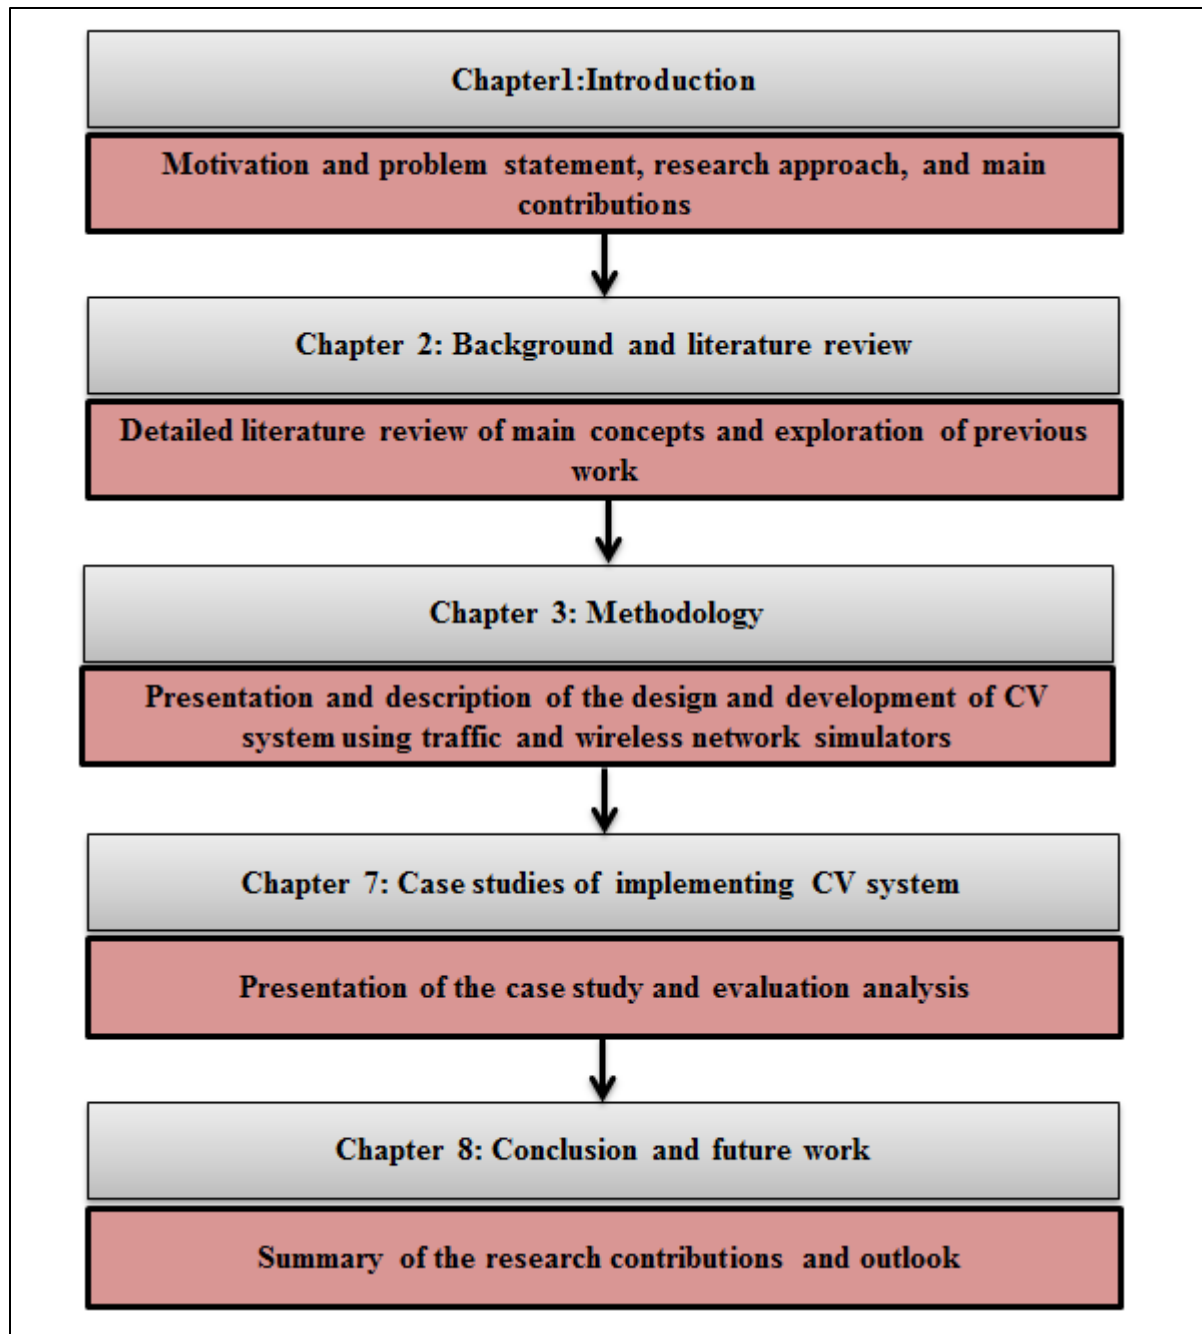 Chapter1:Introduction
Motivation and problem statement, research approach, and main
contributions
Chapter 2: Background and literature review
Detailed literature review of main concepts and exploration of previous
work
Chapter 3: Methodology
Presentation and description of the design and development of CV
system using traffic and wireless network simulators
Chapter 7: Case studies of implementing CV system
Presentation of the case study and evaluation analysis
Chapter 8: Conclusion and future work
Summary of the research contributions and outlook